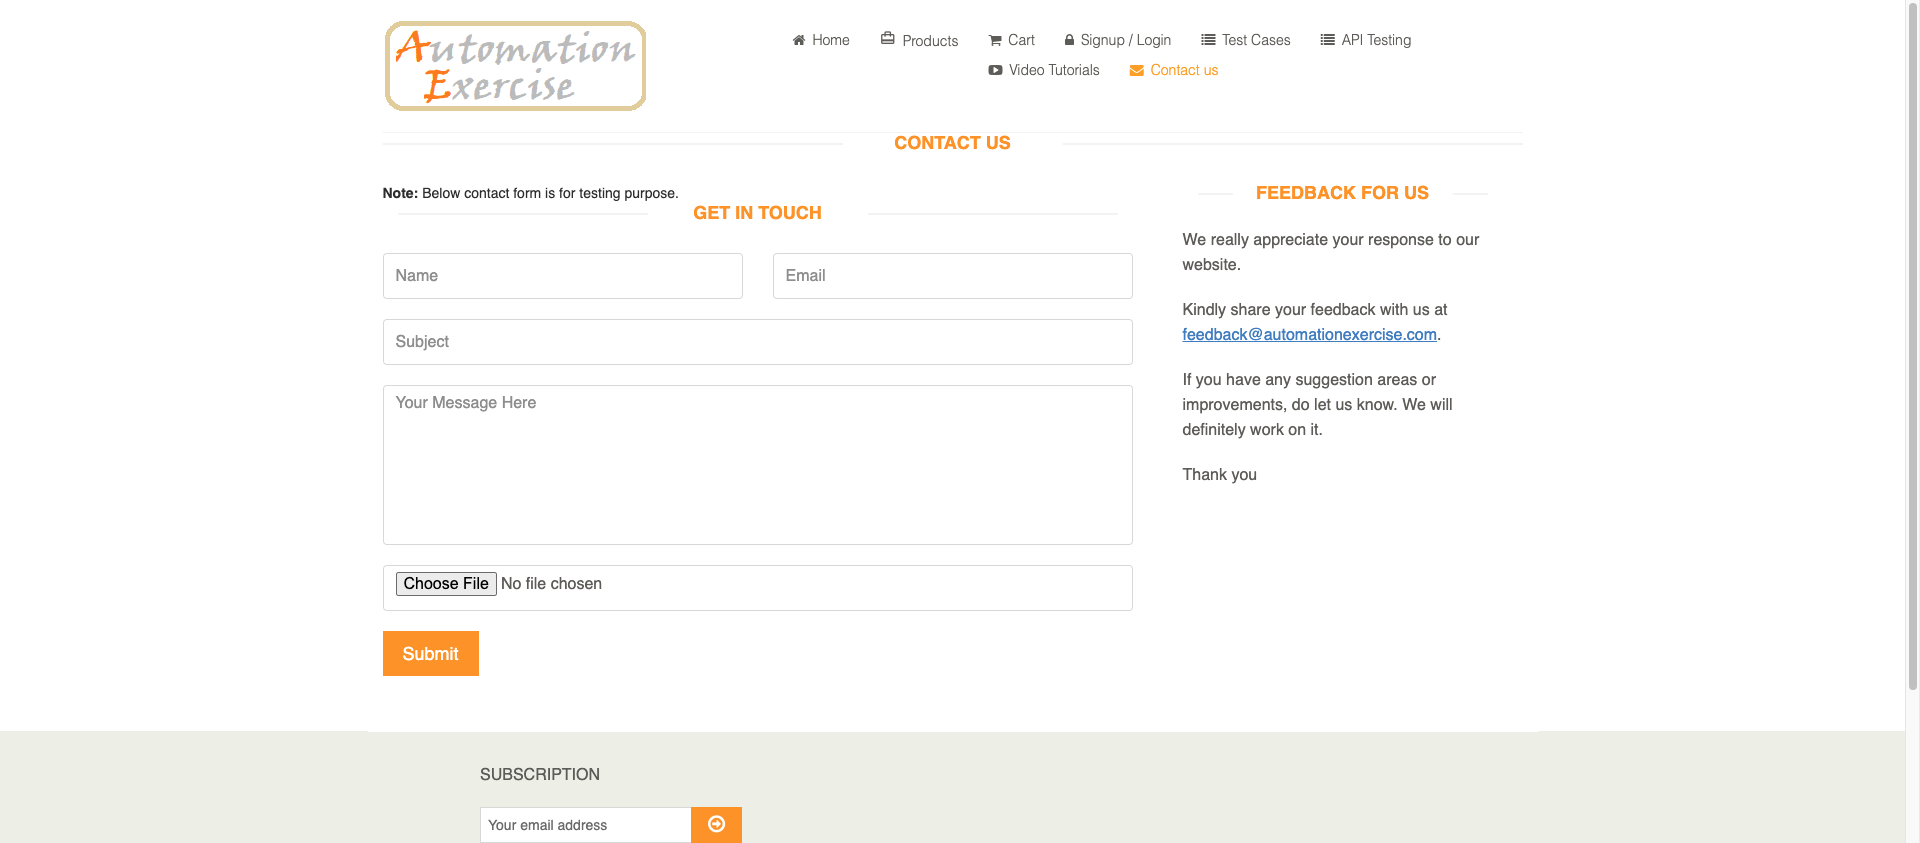 Automation
Exercise
Home
Products
Cart
Signup / Login
Test Cases
API Testing
Video Tutorials
Contact us
CONTACT US
Note: Below contact form is for testing purpose.
GET IN TOUCH
Name
Email
Subject
Your Message Here
Choose File No file chosen
Submit
FEEDBACK FOR US
We really appreciate your response to our
website.
Kindly share your feedback with us at
feedback@automationexercise.com.
If you have any suggestion areas or
improvements, do let us know. We will
definitely work on it.
Thank you
SUBSCRIPTION
Your email address